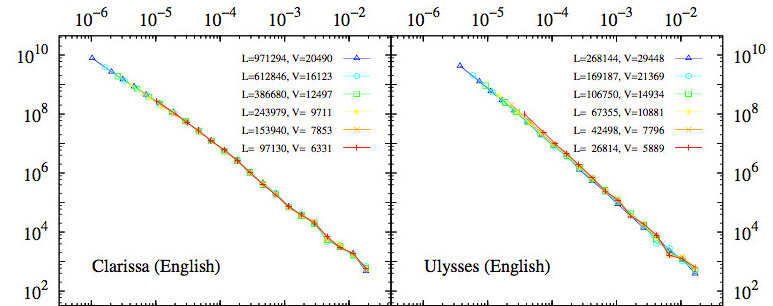 10−6 10−5 10−4 10−3 10−2 10−6 10−5 10−4 10−3 10−2
10^10
10^8
10^6
10^4
10^2
L=971294, V=20490
L=612846, V=16123
L=386680, V=12497
L=243979, V= 9711
L=153940, V= 7853
L= 97130, V= 6331
Clarissa (English)
L=268144, V=29448
L=169187, V=21369
L=106750, V=14934
L= 67355, V=10881
L= 42498, V= 7796
L= 26814, V= 5889
Ulysses (English)
10^10
10^8
10^6
10^4
10^2